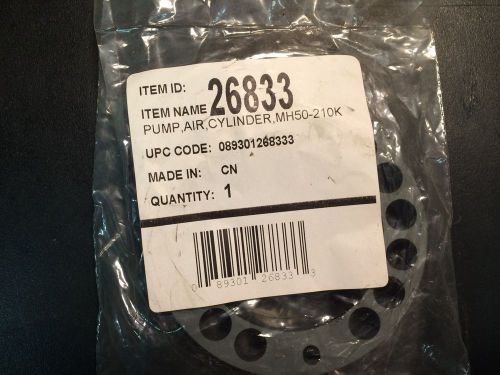 ITEM ID: 26833
ITEM NAME
PUMP,AIR,CYLINDER,MH50-210K
UPC CODE: 089301268333
MADE IN: CN
QUANTITY: 1
0 89301 26833 3